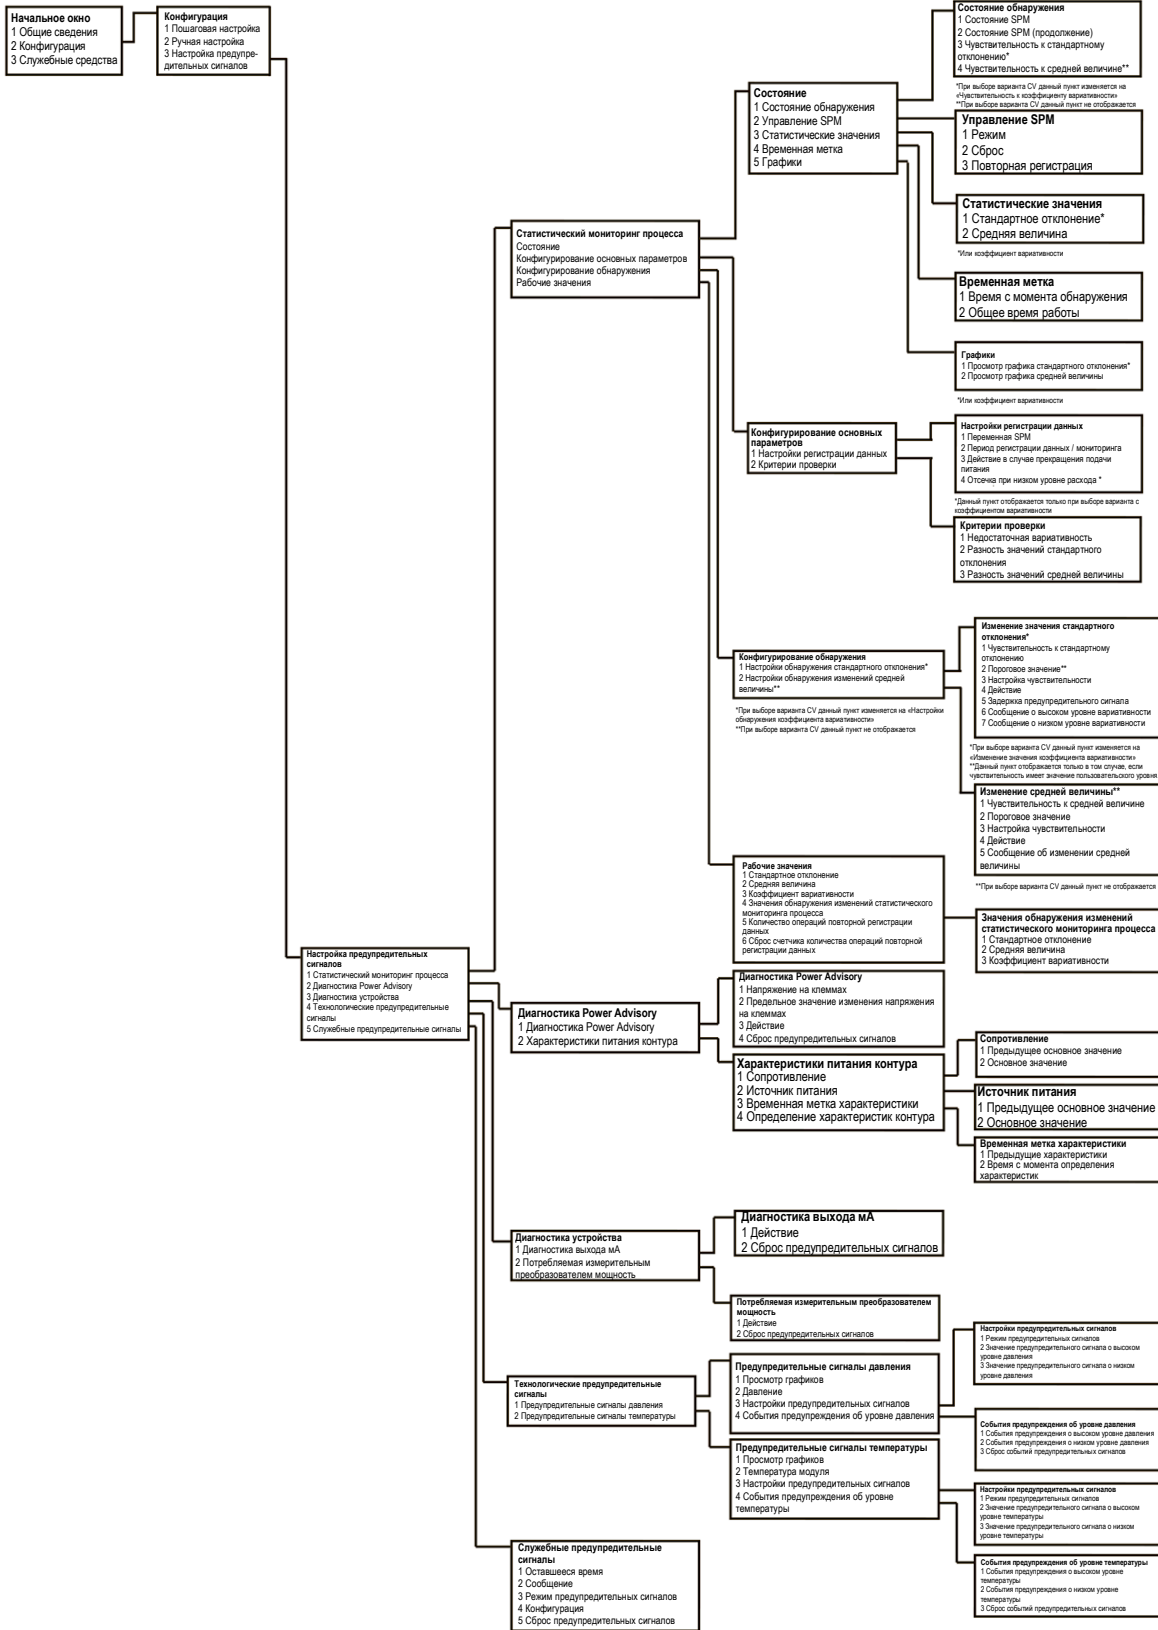 Начальное окно
1 Общие сведения
2 Конфигурация
3 Служебные средства
Конфигурация
1 Пошаговая настройка
2 Ручная настройка
3 Настройка предупре-
дительных сигналов
Настройка предупредительных
сигналов
1 Статистический мониторинг процесса
2 Диагностика Power Advisory
3 Диагностика устройства
4 Технологические предупредительные
сигналы
5 Служебные предупредительные сигналы
Статистический мониторинг процесса
Состояние
Конфигурирование основных параметров
Конфигурирование обнаружения
Рабочие значения
Состояние
1 Состояние обнаружения
2 Управление SPM
3 Статистические значения
4 Временная метка
5 Графики
Состояние обнаружения
1 Состояние SPM
2 Состояние SPM (продолжение)
3 Чувствительность к стандартному
отклонению*
4 Чувствительность к средней величине**
*При выборе варианта CV данный пункт изменяется на
«Чувствительность к коэффициенту вариативности»
**При выборе варианта CV данный пункт не отображается
Управление SPM
1 Режим
2 Сброс
3 Повторная регистрация
Статистические значения
1 Стандартное отклонение*
2 Средняя величина
*Или коэффициент вариативности
Временная метка
1 Время с момента обнаружения
2 Общее время работы
Графики
1 Просмотр графика стандартного отклонения*
2 Просмотр графика средней величины
*Или коэффициент вариативности
Конфигурирование основных
параметров
1 Настройки регистрации данных
2 Критерии проверки
Настройки регистрации данных
1 Переменная SPM
2 Период регистрации данных / мониторинга
3 Действие в случае прекращения подачи
питания
4 Отсечка при низком уровне расхода *
*Данный пункт отображается только при выборе варианта с
коэффициентом вариативности
Критерии проверки
1 Недостаточная вариативность
2 Разность значений стандартного
отклонения
3 Разность значений средней величины
Конфигурирование обнаружения
1 Настройки обнаружения стандартного отклонения*
2 Настройки обнаружения изменений средней
величины**
*При выборе варианта CV данный пункт изменяется на «Настройки
обнаружения коэффициента вариативности»
**При выборе варианта CV данный пункт не отображается
Изменение значения стандартного
отклонения*
1 Чувствительность к стандартному
отклонению
2 Пороговое значение**
3 Настройка чувствительности
4 Действие
5 Задержка предупредительного сигнала
6 Сообщение о высоком уровне вариативности
7 Сообщение о низком уровне вариативности
*При выборе варианта CV данный пункт изменяется на
«Изменение значения коэффициента вариативности»
**Данный пункт отображается только в том случае, если
чувствительность имеет значение пользовательского уровня
Изменение средней величины**
1 Чувствительность к средней величине
2 Пороговое значение
3 Настройка чувствительности
4 Действие
5 Сообщение об изменении средней
величины
**При выборе варианта CV данный пункт не отображается
Рабочие значения
1 Стандартное отклонение
2 Средняя величина
3 Коэффициент вариативности
4 Значения обнаружения изменений статистического
мониторинга процесса
5 Количество операций повторной регистрации
данных
6 Сброс счетчика количества операций повторной
регистрации данных
Значения обнаружения изменений
статистического мониторинга процесса
1 Стандартное отклонение
2 Средняя величина
3 Коэффициент вариативности
Диагностика Power Advisory
1 Диагностика Power Advisory
2 Характеристики питания контура
Диагностика Power Advisory
1 Напряжение на клеммах
2 Предельное значение изменения напряжения
на клеммах
3 Действие
4 Сброс предупредительных сигналов
Характеристики питания контура
1 Сопротивление
2 Источник питания
3 Временная метка характеристики
4 Определение характеристик контура
Сопротивление
1 Предыдущее основное значение
2 Основное значение
Источник питания
1 Предыдущее основное значение
2 Основное значение
Временная метка характеристики
1 Предыдущие характеристики
2 Время с момента определения
характеристик
Диагностика устройства
1 Диагностика выхода мА
2 Потребляемая измерительным
преобразователем мощность
Диагностика выхода мА
1 Действие
2 Сброс предупредительных сигналов
Потребляемая измерительным преобразователем
мощность
1 Действие
2 Сброс предупредительных сигналов
Технологические предупредительные
сигналы
1 Предупредительные сигналы давления
2 Предупредительные сигналы температуры
Предупредительные сигналы давления
1 Просмотр графиков
2 Давление
3 Настройки предупредительных сигналов
4 События предупреждения об уровне давления
Настройки предупредительных сигналов
1 Режим предупредительных сигналов
2 Значение предупредительного сигнала о высоком
уровне давления
3 Значение предупредительного сигнала о низком
уровне давления
События предупреждения об уровне давления
1 События предупреждения о высоком уровне давления
2 События предупреждения о низком уровне давления
3 Сброс событий предупредительных сигналов
Предупредительные сигналы температуры
1 Просмотр графиков
2 Температура модуля
3 Настройки предупредительных сигналов
4 События предупреждения об уровне
температуры
Настройки предупредительных сигналов
1 Режим предупредительных сигналов
2 Значение предупредительного сигнала о высоком
уровне температуры
3 Значение предупредительного сигнала о низком
уровне температуры
События предупреждения об уровне температуры
1 События предупреждения о высоком уровне
температуры
2 События предупреждения о низком уровне
температуры
3 Сброс событий предупредительных сигналов
Служебные предупредительные
сигналы
1 Оставшееся время
2 Сообщение
3 Режим предупредительных сигналов
4 Конфигурация
5 Сброс предупредительных сигналов